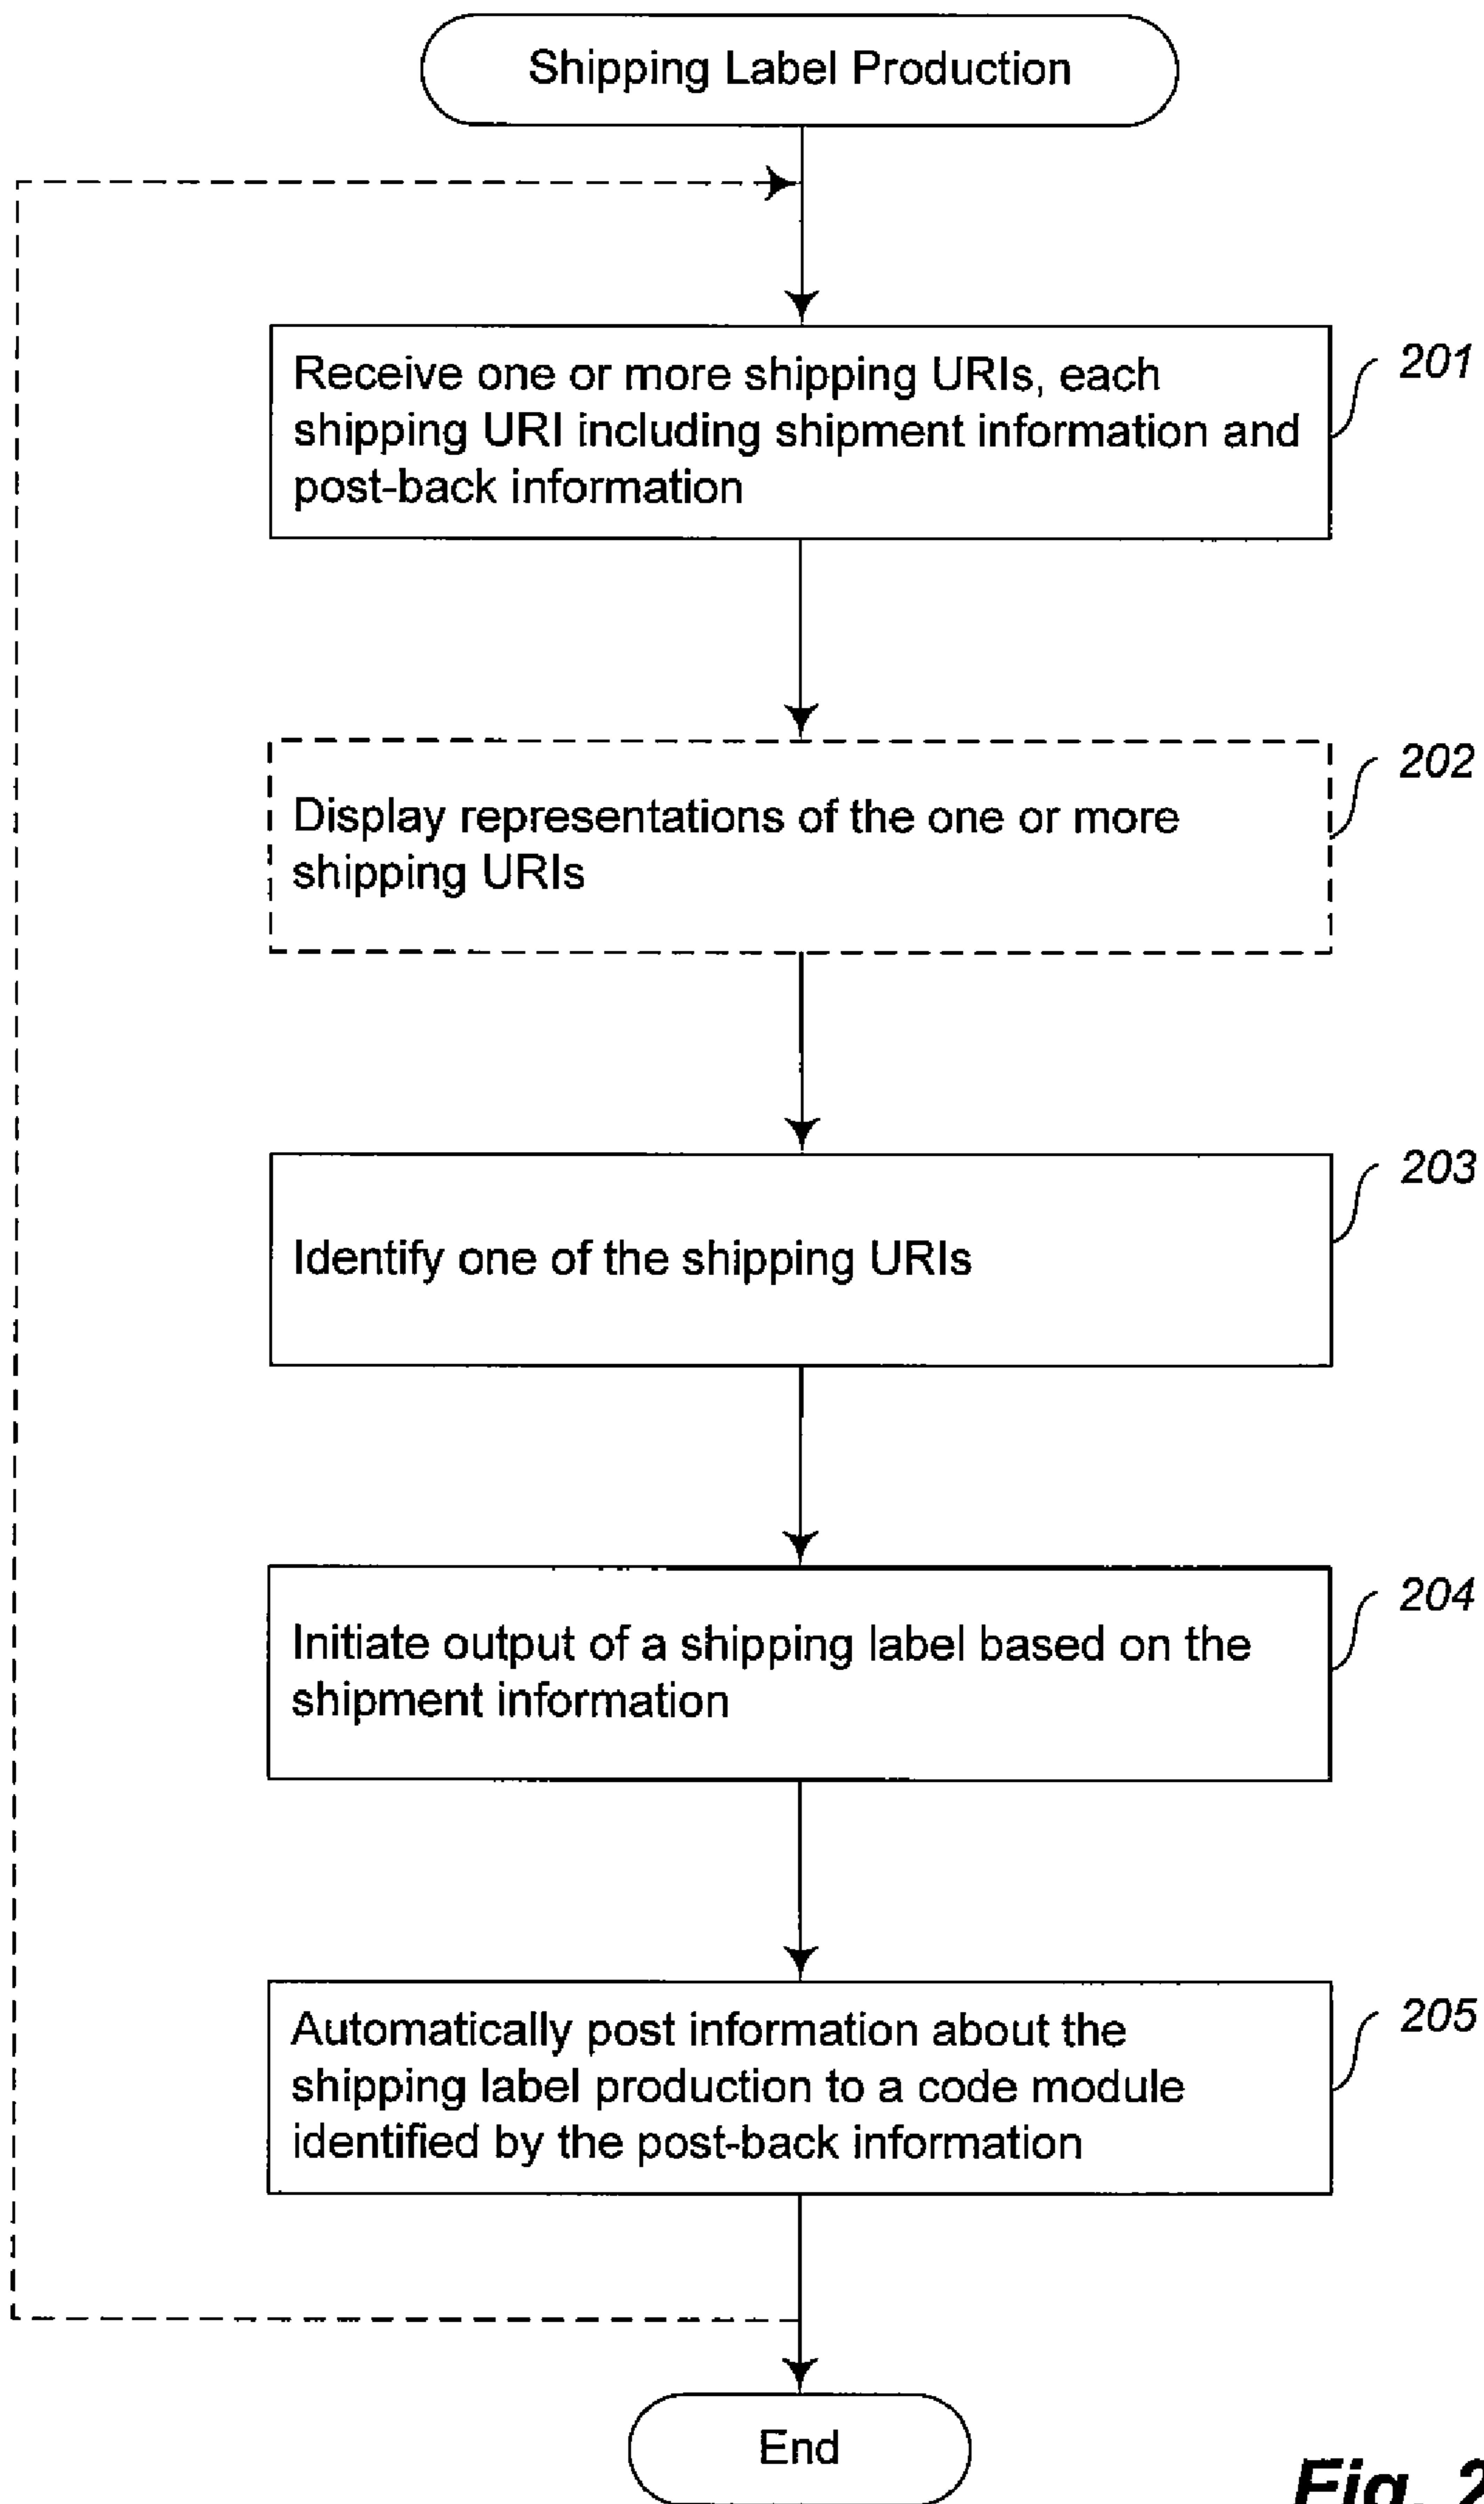 Shipping Label Production
Receive one or more shipping URIs, each
shipping URI including shipment information and
post-back information
201
Display representations of the one or more
shipping URIs
202
Identify one of the shipping URIs
203
Initiate output of a shipping label based on the
shipment information
204
Automatically post information about the
shipping label production to a code module
identified by the post-back information
205
End
Fig. 2